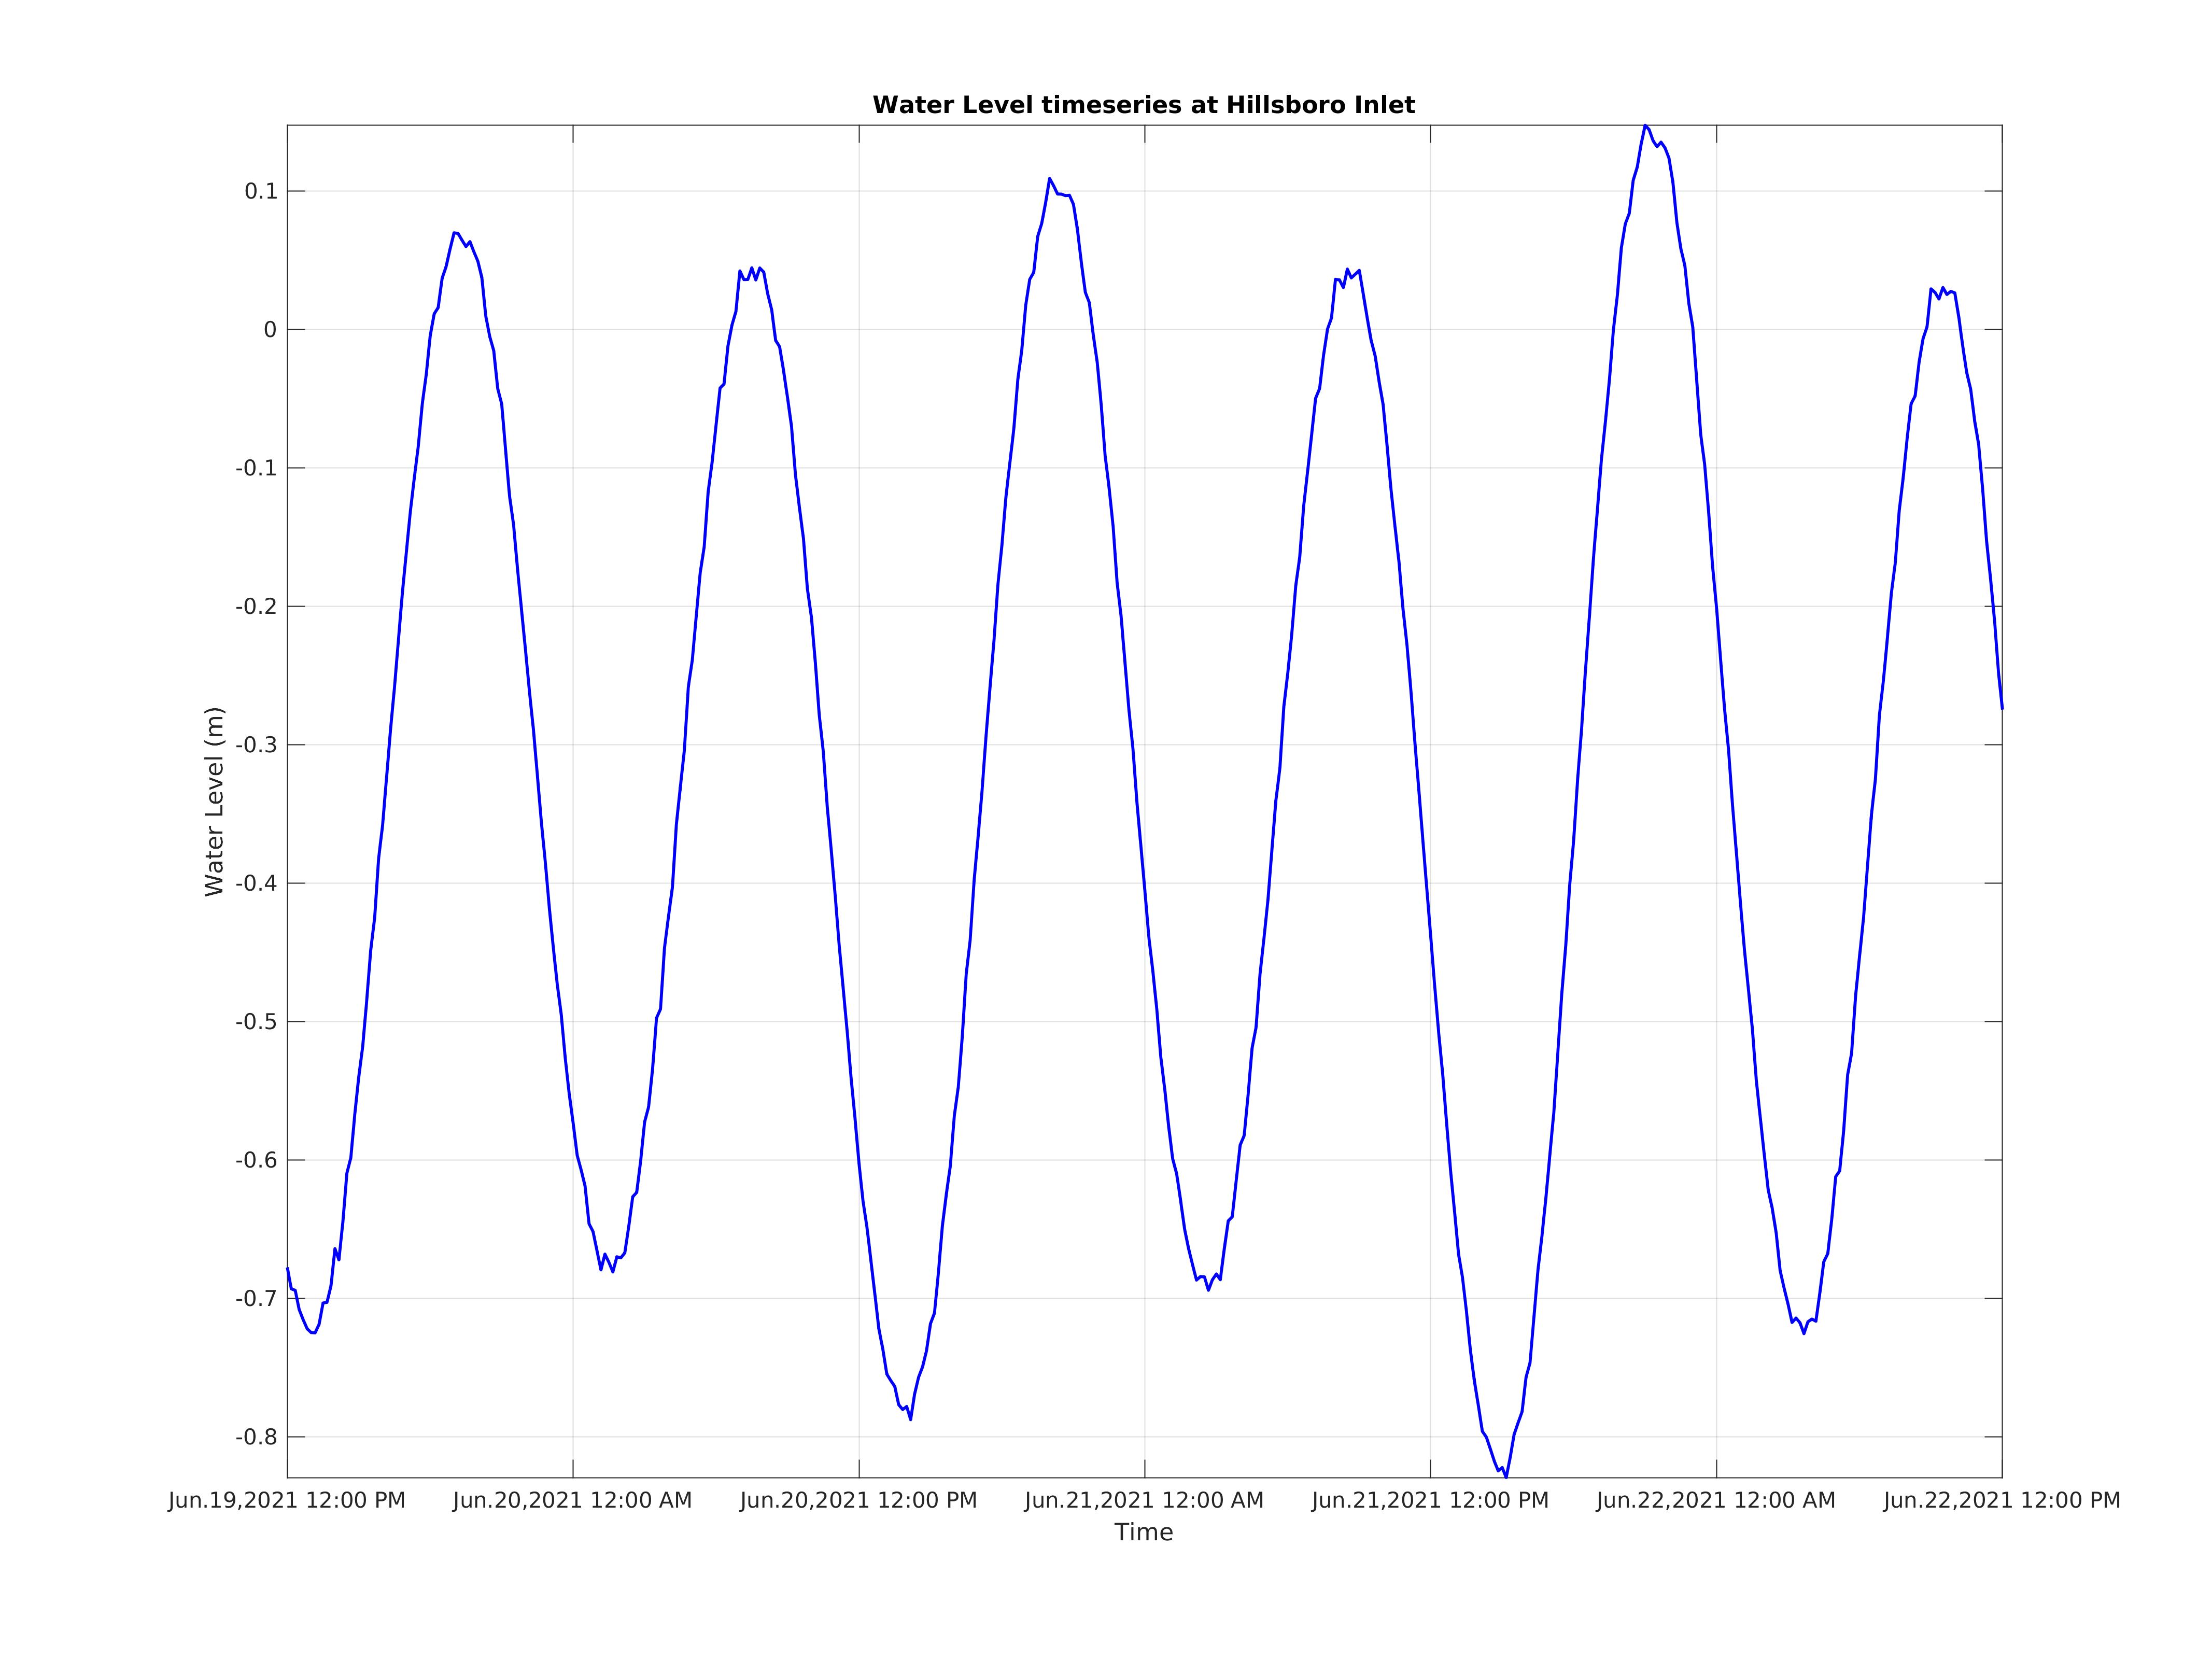 Water Level timeseries at Hillsboro Inlet
0.1
0
-0.1
-0.2
-0.3
-0.4
-0.5
-0.6
-0.7
-0.8
Water Level (m)
Jun.19,2021 12:00 PM
Jun.20,2021 12:00 AM
Jun.20,2021 12:00 PM
Jun.21,2021 12:00 AM
Jun.21,2021 12:00 PM
Jun.22,2021 12:00 AM
Jun.22,2021 12:00 PM
Time